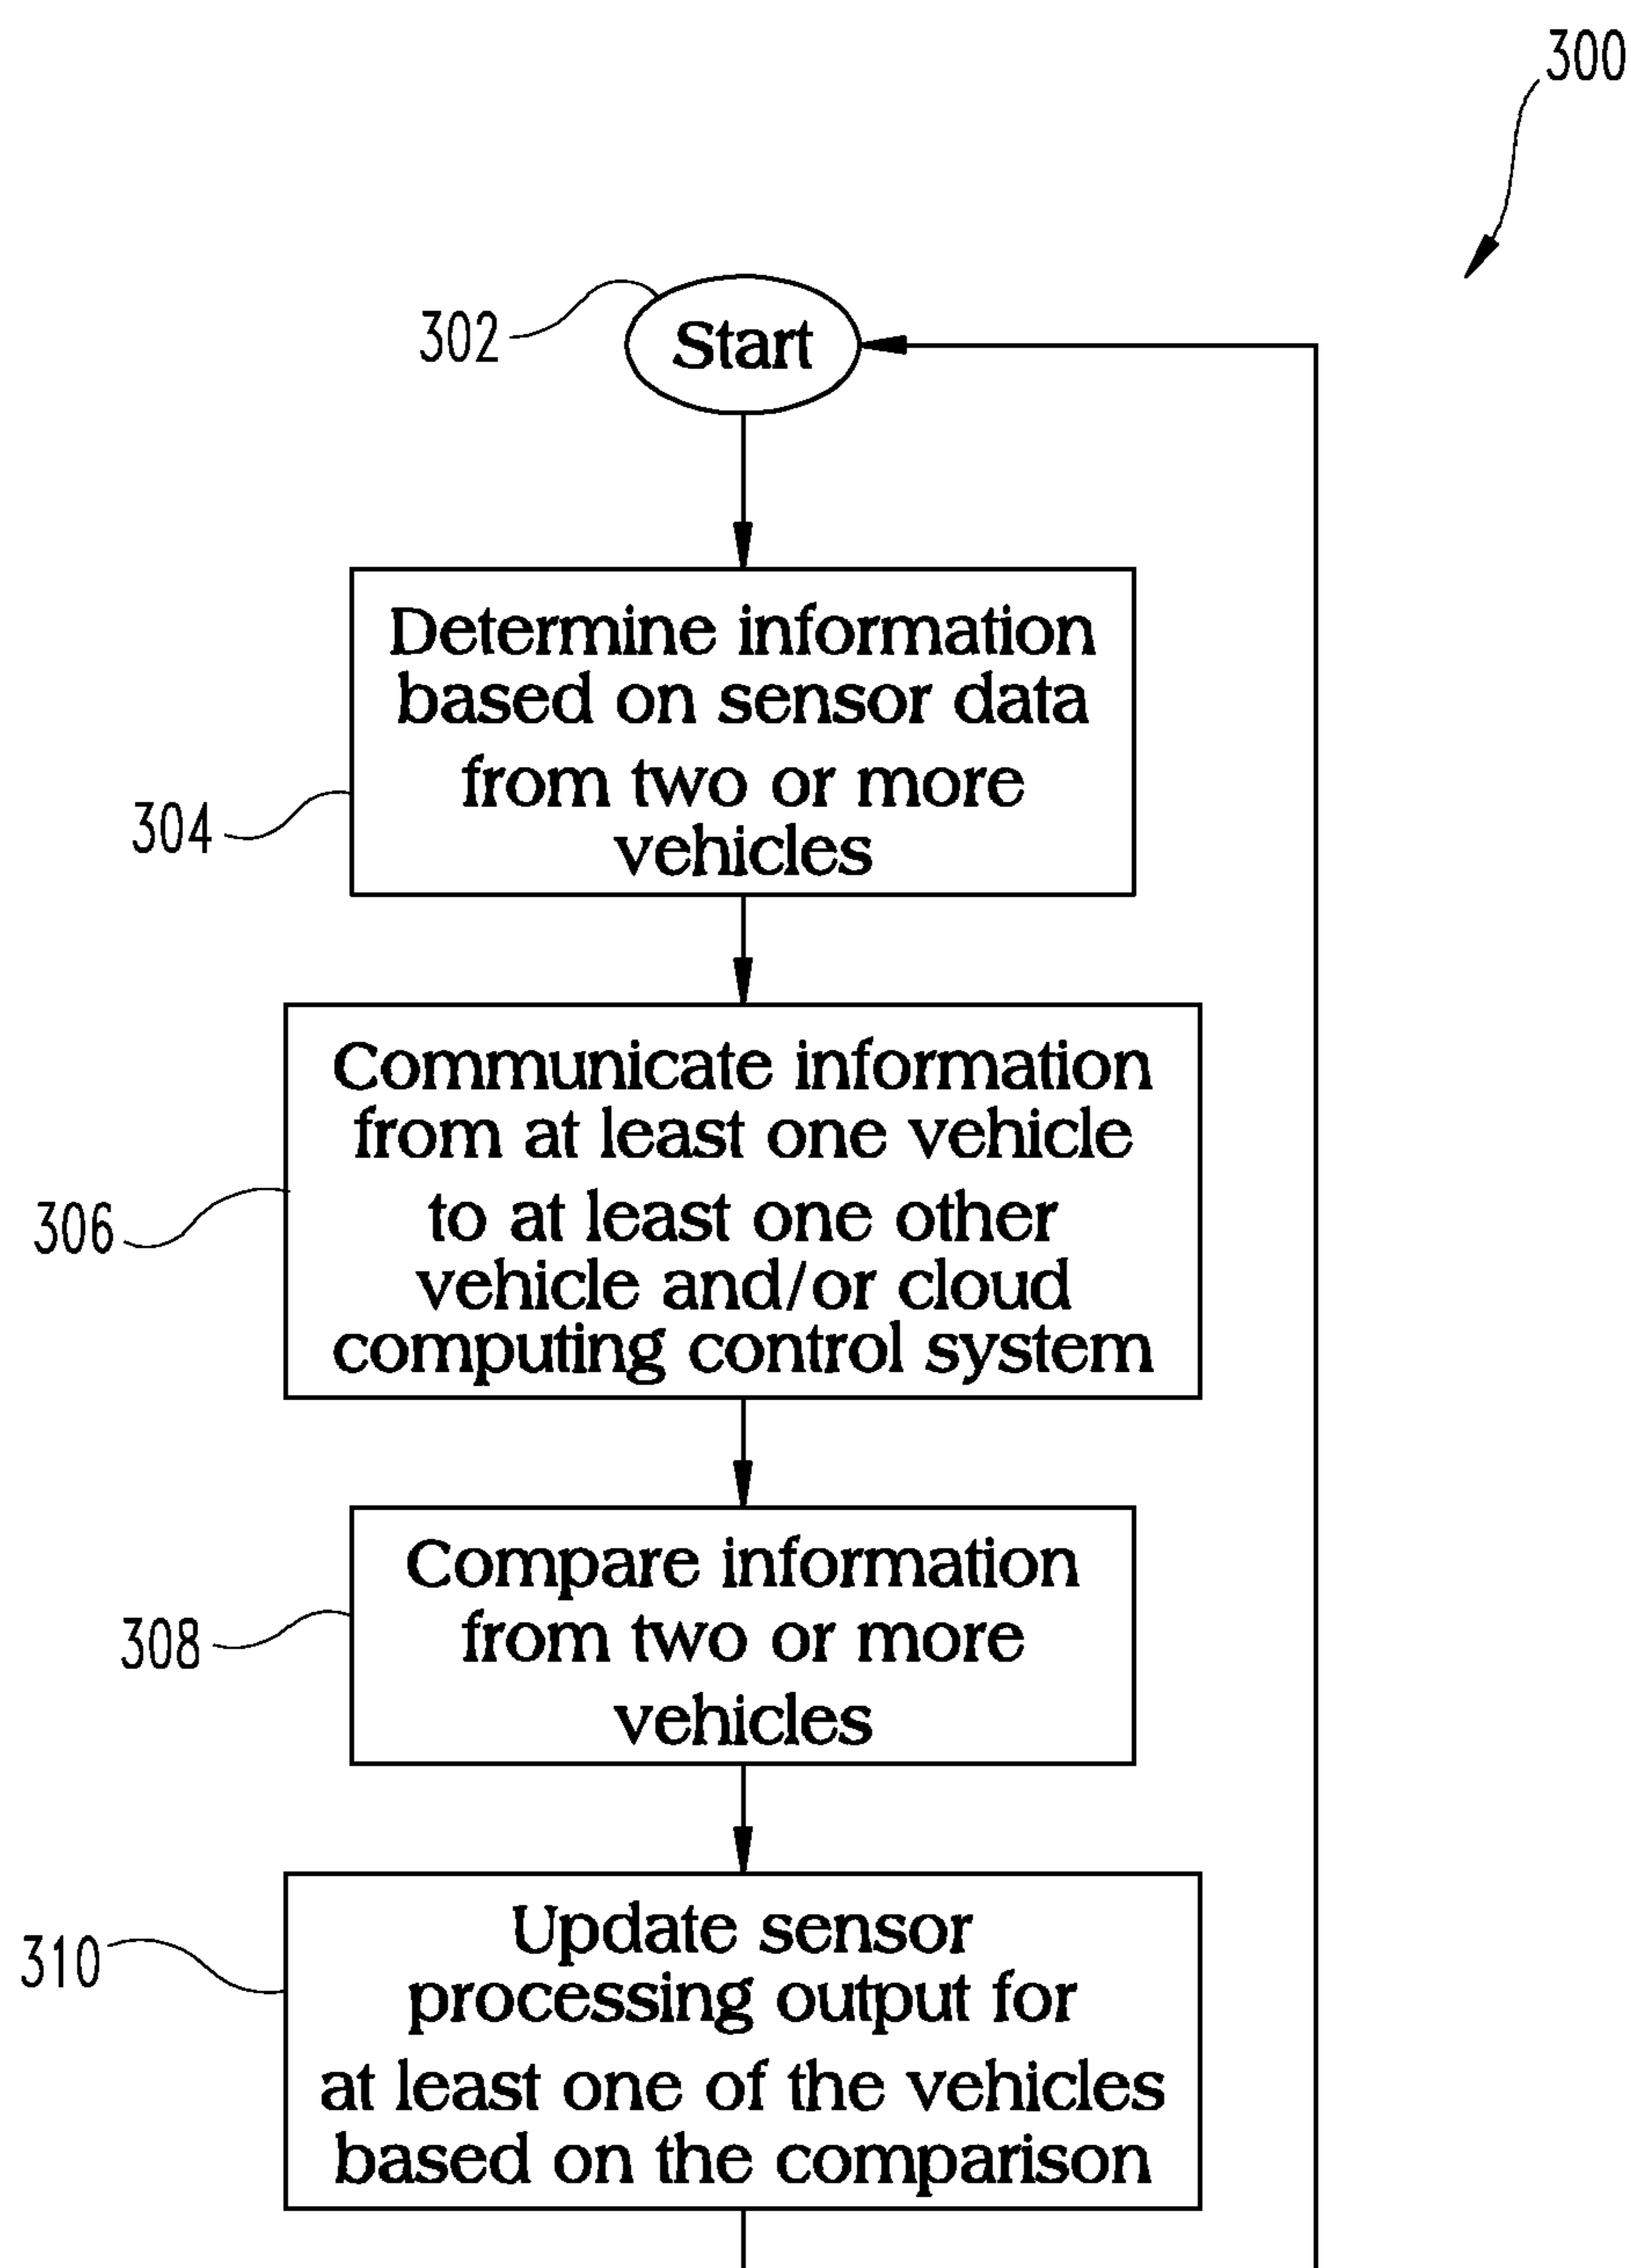 300
302
Start
Determine information
based on sensor data
from two or more
vehicles
304
Communicate information
from at least one vehicle
to at least one other
vehicle and/or cloud
computing control system
306
Compare information
from two or more
vehicles
308
Update sensor
processing output for
at least one of the vehicles
based on the comparison
310